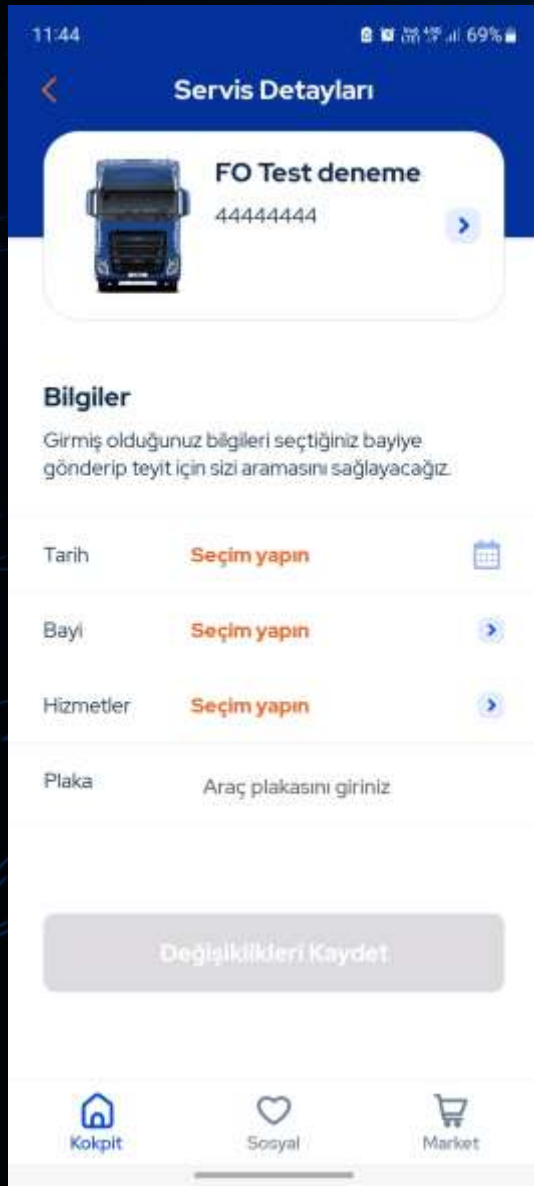 11:44
69%
Servis Detayları
FO Test deneme
44444444
Bilgiler
Girmiş olduğunuz bilgileri seçtiğiniz bayiye
gönderip teyit için sizi aramasını sağlayacağız.
Tarih Seçim yapın
Bayi Seçim yapın
Hizmetler Seçim yapın
Plaka Araç plakasını giriniz
Değişiklikleri Kaydet
Kokpit Sosyal Market